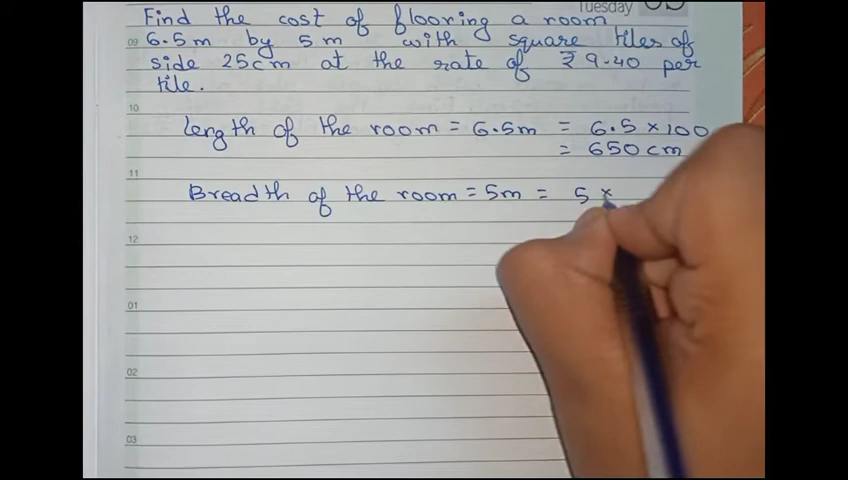 Tuesday
Find the cost of flooring a room
09 6.5m by 5 m with square tiles of
side 25cm at the rate of ₹ 9.40 per
tile.
10
Length of the room = 6.5m = 6.5 × 100
= 650 cm
11
Breadth of the room = 5m = 5 ×
12
01
02
03